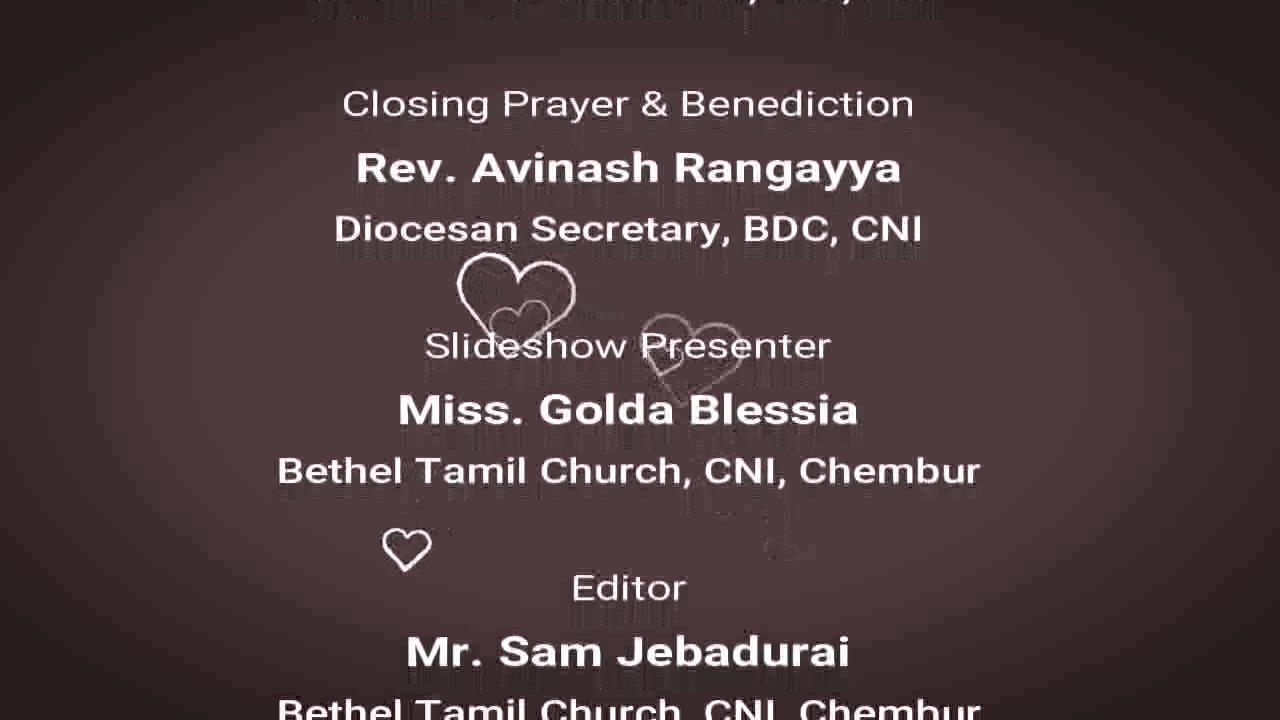 Closing Prayer & Benediction
Rev. Avinash Rangayya
Diocesan Secretary, BDC, CNI
Slideshow Presenter
Miss. Golda Blessia
Bethel Tamil Church, CNI, Chembur
Editor
Mr. Sam Jebadurai
Bethel Tamil Church, CNI, Chembur